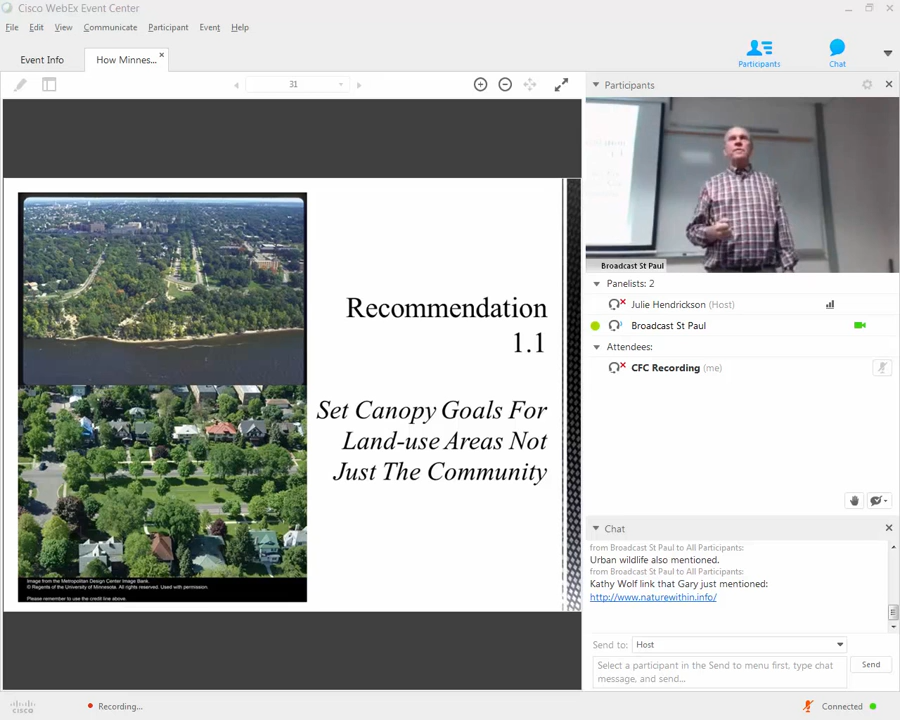 Cisco WebEx Event Center
File Edit View Communicate Participant Event Help
Event Info
How Minnes...
Participants
Chat
31
Participants
Broadcast St Paul
Panelists: 2
Julie Hendrickson (Host)
Broadcast St Paul
Attendees:
CFC Recording (me)
Recommendation
1.1
Set Canopy Goals For
Land-use Areas Not
Just The Community
Image from the Metropolitan Design Center Image Bank.
© Regents of the University of Minnesota. All rights reserved. Used with permission.
Please remember to use the credit line above.
Chat
from Broadcast St Paul to All Participants:
Urban wildlife also mentioned.
from Broadcast St Paul to All Participants:
Kathy Wolf link that Gary just mentioned:
http://www.naturewithin.info/
Send to: Host
Select a participant in the Send to menu first, type chat
message, and send...
Send
cisco
Recording...
Connected